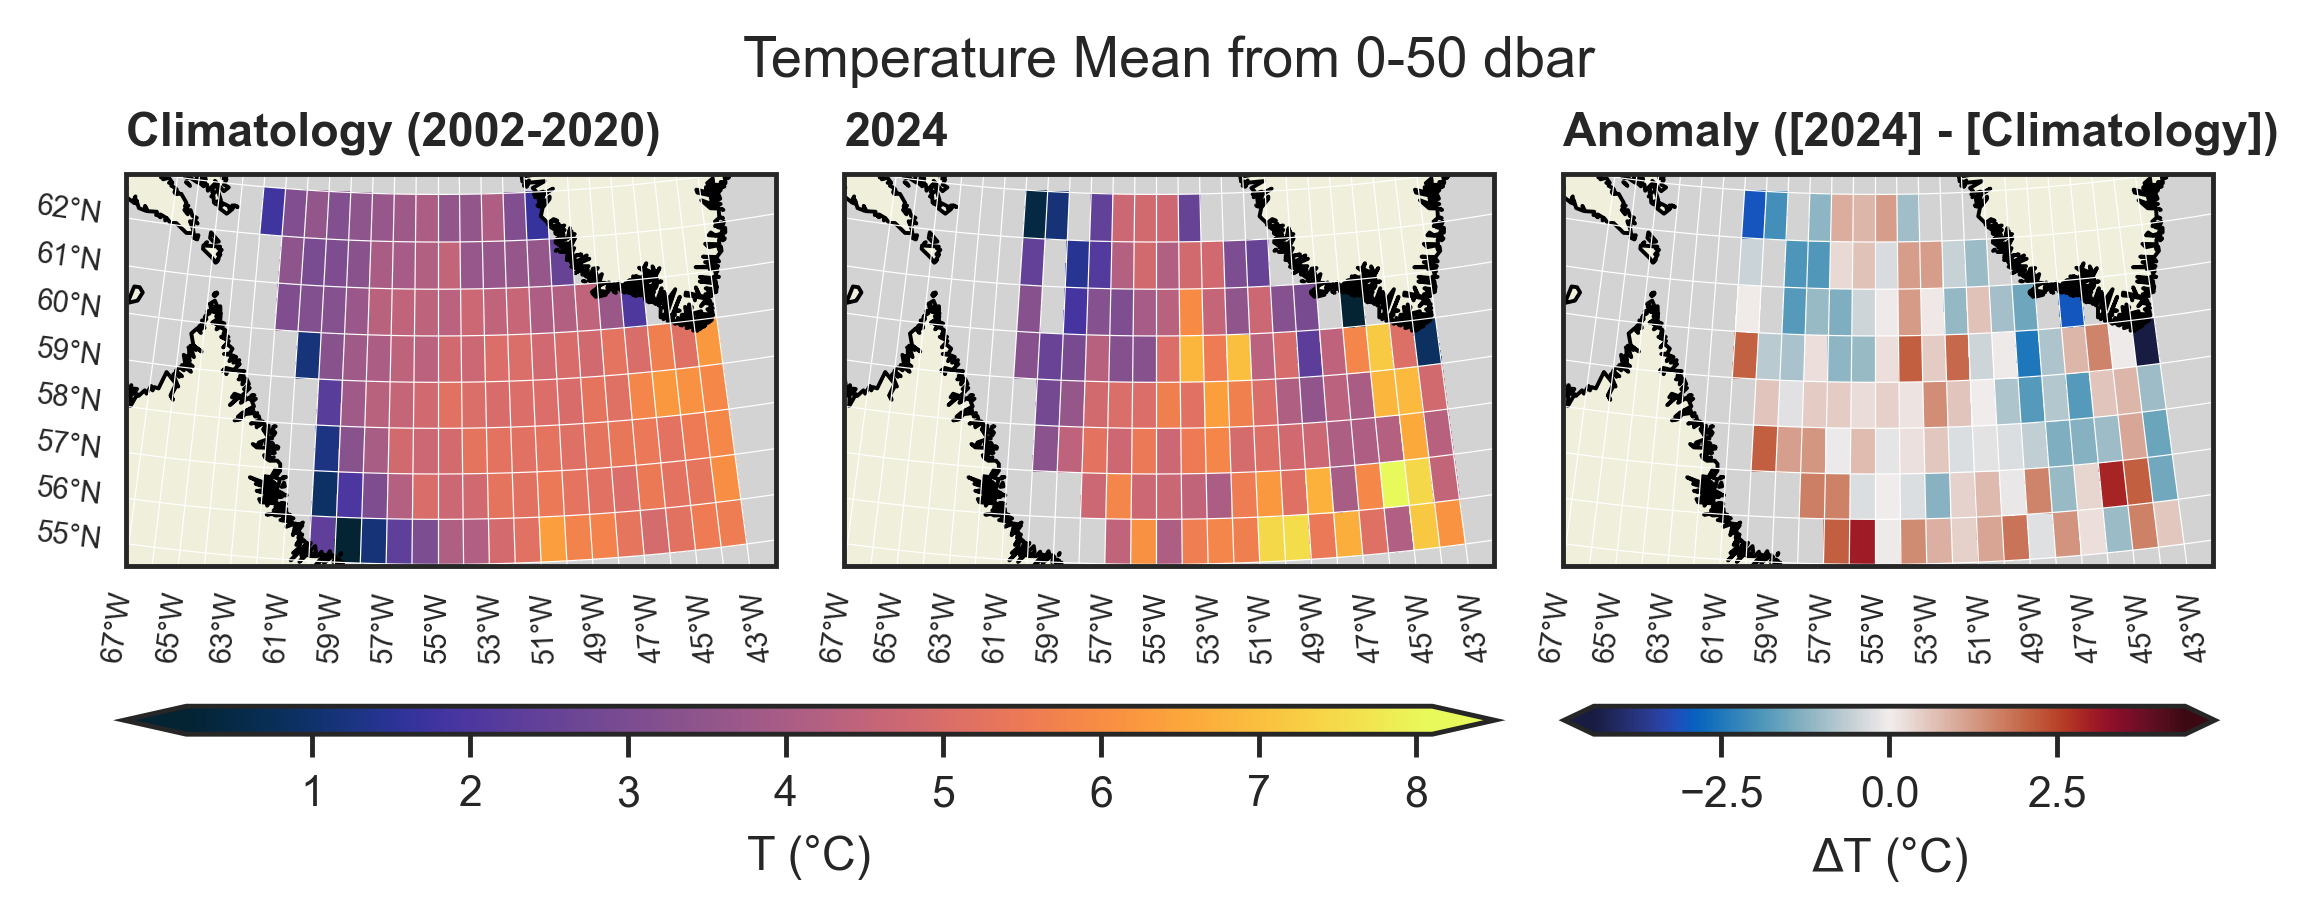 Temperature Mean from 0-50 dbar
Climatology (2002-2020)
2024
Anomaly ([2024] - [Climatology])
62°N
61°N
60°N
59°N
58°N
57°N
56°N
55°N
67°W 65°W 63°W 61°W 59°W 57°W 55°W 53°W 51°W 49°W 47°W 45°W 43°W
67°W 65°W 63°W 61°W 59°W 57°W 55°W 53°W 51°W 49°W 47°W 45°W 43°W
67°W 65°W 63°W 61°W 59°W 57°W 55°W 53°W 51°W 49°W 47°W 45°W 43°W
1 2 3 4 5 6 7 8
T (°C)
−2.5 0.0 2.5
ΔT (°C)